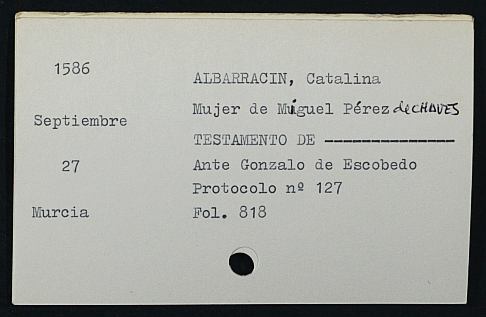 1586
ALBARRACIN, Catalina
Mujer de Miguel Pérez de CHAVES
Septiembre
TESTAMENTO DE ---------------
27
Ante Gonzalo de Escobedo
Protocolo nº 127
Murcia
Fol. 818